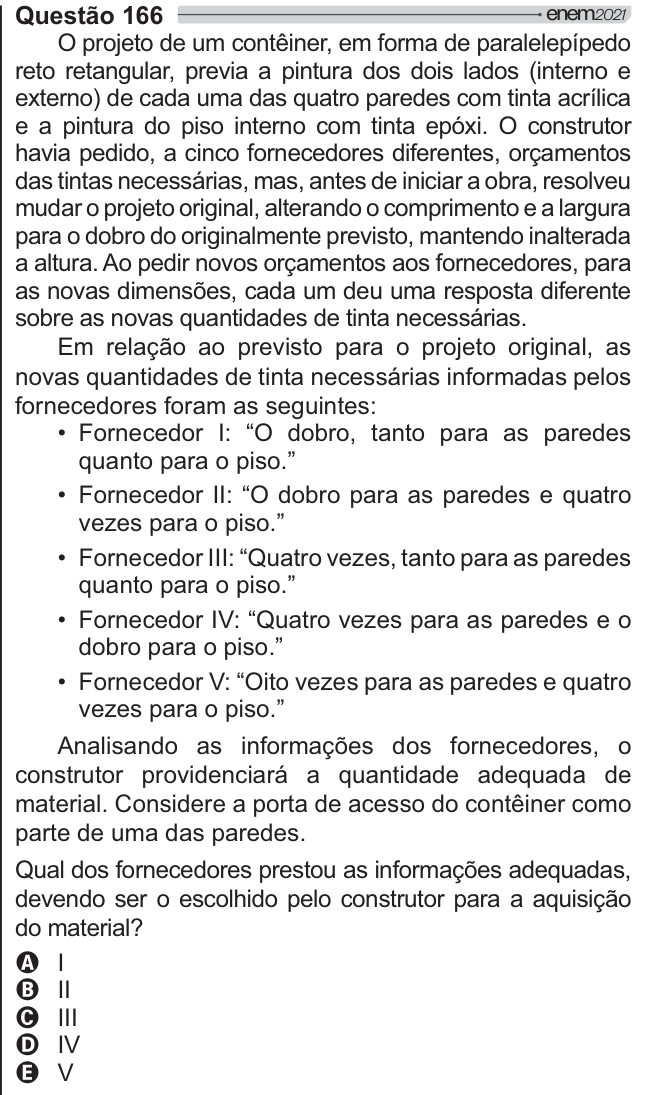 Questão 166 enem2021
O projeto de um contêiner, em forma de paralelepípedo
reto retangular, previa a pintura dos dois lados (interno e
externo) de cada uma das quatro paredes com tinta acrílica
e a pintura do piso interno com tinta epóxi. O construtor
havia pedido, a cinco fornecedores diferentes, orçamentos
das tintas necessárias, mas, antes de iniciar a obra, resolveu
mudar o projeto original, alterando o comprimento e a largura
para o dobro do originalmente previsto, mantendo inalterada
a altura. Ao pedir novos orçamentos aos fornecedores, para
as novas dimensões, cada um deu uma resposta diferente
sobre as novas quantidades de tinta necessárias.
Em relação ao previsto para o projeto original, as
novas quantidades de tinta necessárias informadas pelos
fornecedores foram as seguintes:
• Fornecedor I: “O dobro, tanto para as paredes
quanto para o piso.”
• Fornecedor II: “O dobro para as paredes e quatro
vezes para o piso.”
• Fornecedor III: “Quatro vezes, tanto para as paredes
quanto para o piso.”
• Fornecedor IV: “Quatro vezes para as paredes e o
dobro para o piso.”
• Fornecedor V: “Oito vezes para as paredes e quatro
vezes para o piso.”
Analisando as informações dos fornecedores, o
construtor providenciará a quantidade adequada de
material. Considere a porta de acesso do contêiner como
parte de uma das paredes.
Qual dos fornecedores prestou as informações adequadas,
devendo ser o escolhido pelo construtor para a aquisição
do material?
A I
B II
C III
D IV
E V